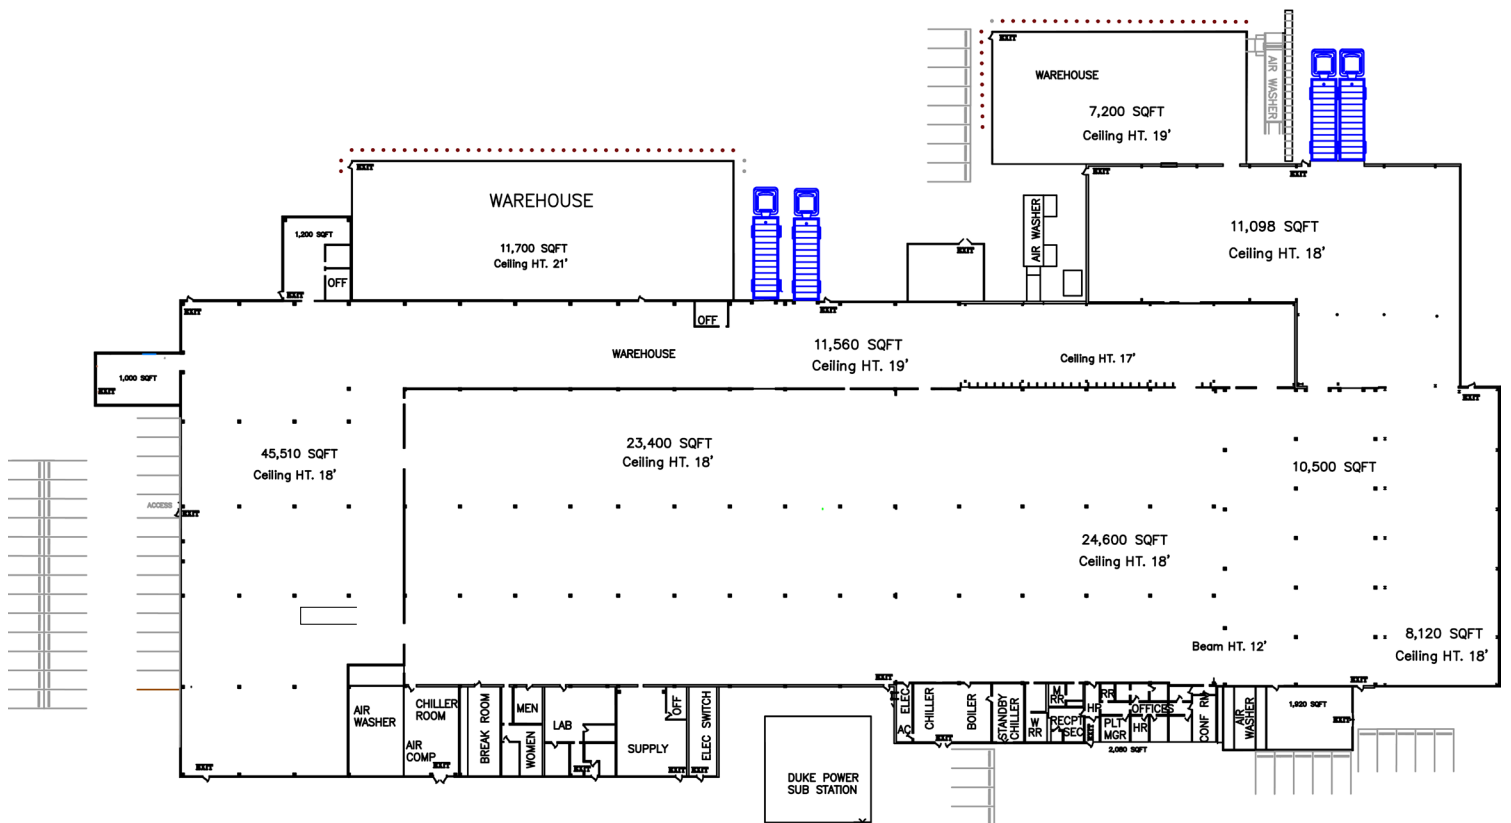 EXIT
WAREHOUSE
7,200 SQFT
Ceiling HT. 19'
AIR WASHER
EXIT
WAREHOUSE
11,700 SQFT
Ceiling HT. 21'
EXIT
EXIT
11,098 SQFT
Ceiling HT. 18'
1,200 SQFT
OFF
EXIT
AIR WASHER
EXIT
EXIT
OFF
EXIT
WAREHOUSE
11,560 SQFT
Ceiling HT. 19'
Ceiling HT. 17'
1,000 SQFT
EXIT
EXIT
45,510 SQFT
Ceiling HT. 18'
23,400 SQFT
Ceiling HT. 18'
10,500 SQFT
ACCESS
EXIT
24,600 SQFT
Ceiling HT. 18'
Beam HT. 12'
8,120 SQFT
Ceiling HT. 18'
AIR
WASHER
CHILLER
ROOM
AIR
COMP
EXIT
EXIT
BREAK ROOM
MEN
WOMEN
LAB
EXIT
SUPPLY
OFF
EXIT
ELEC SWITCH
EXIT
EXIT
ELEC
AC
CHILLER
EXIT
BOILER
STANDBY
CHILLER
W
RR
M
RR
RECPT
SEC
HR
EXIT
RR
OFFICES
PLT
MGR
HR
CONF RM
2,080 SQFT
AIR
WASHER
1,920 SQFT
EXIT
EXIT
DUKE POWER
SUB STATION